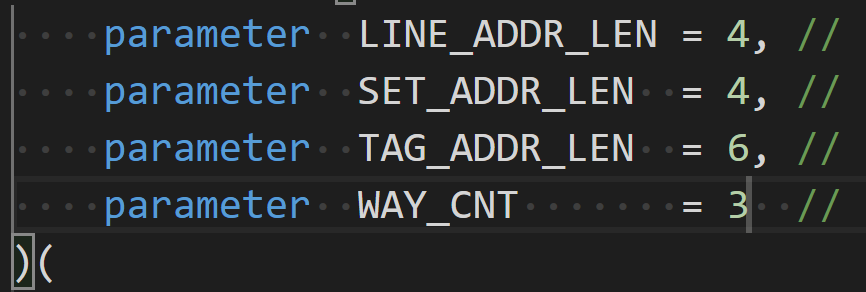 parameter LINE_ADDR_LEN = 4, //
parameter SET_ADDR_LEN = 4, //
parameter TAG_ADDR_LEN = 6, //
parameter WAY_CNT = 3 //
)(